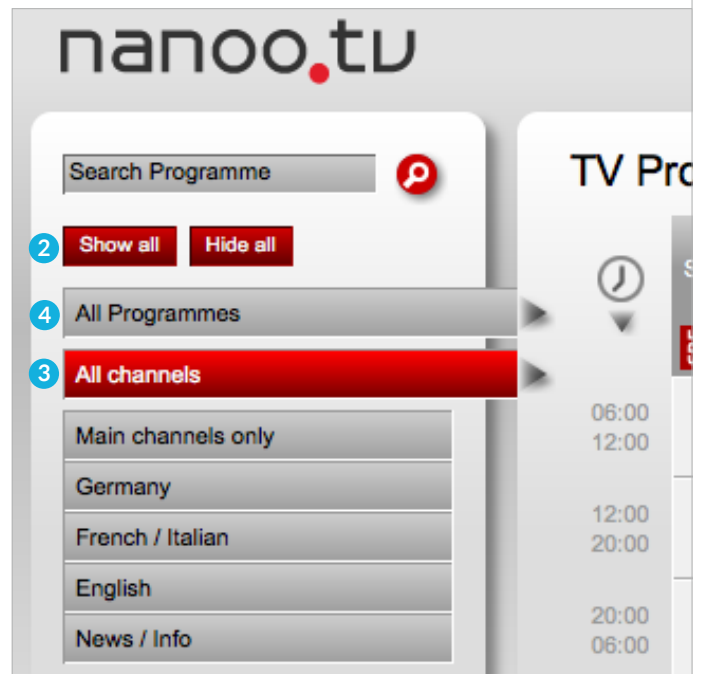 nanoo.tv
Search Programme
2 Show all Hide all
4 All Programmes
3 All channels
Main channels only
Germany
French / Italian
English
News / Info
TV Pro
06:00
12:00
12:00
20:00
20:00
06:00